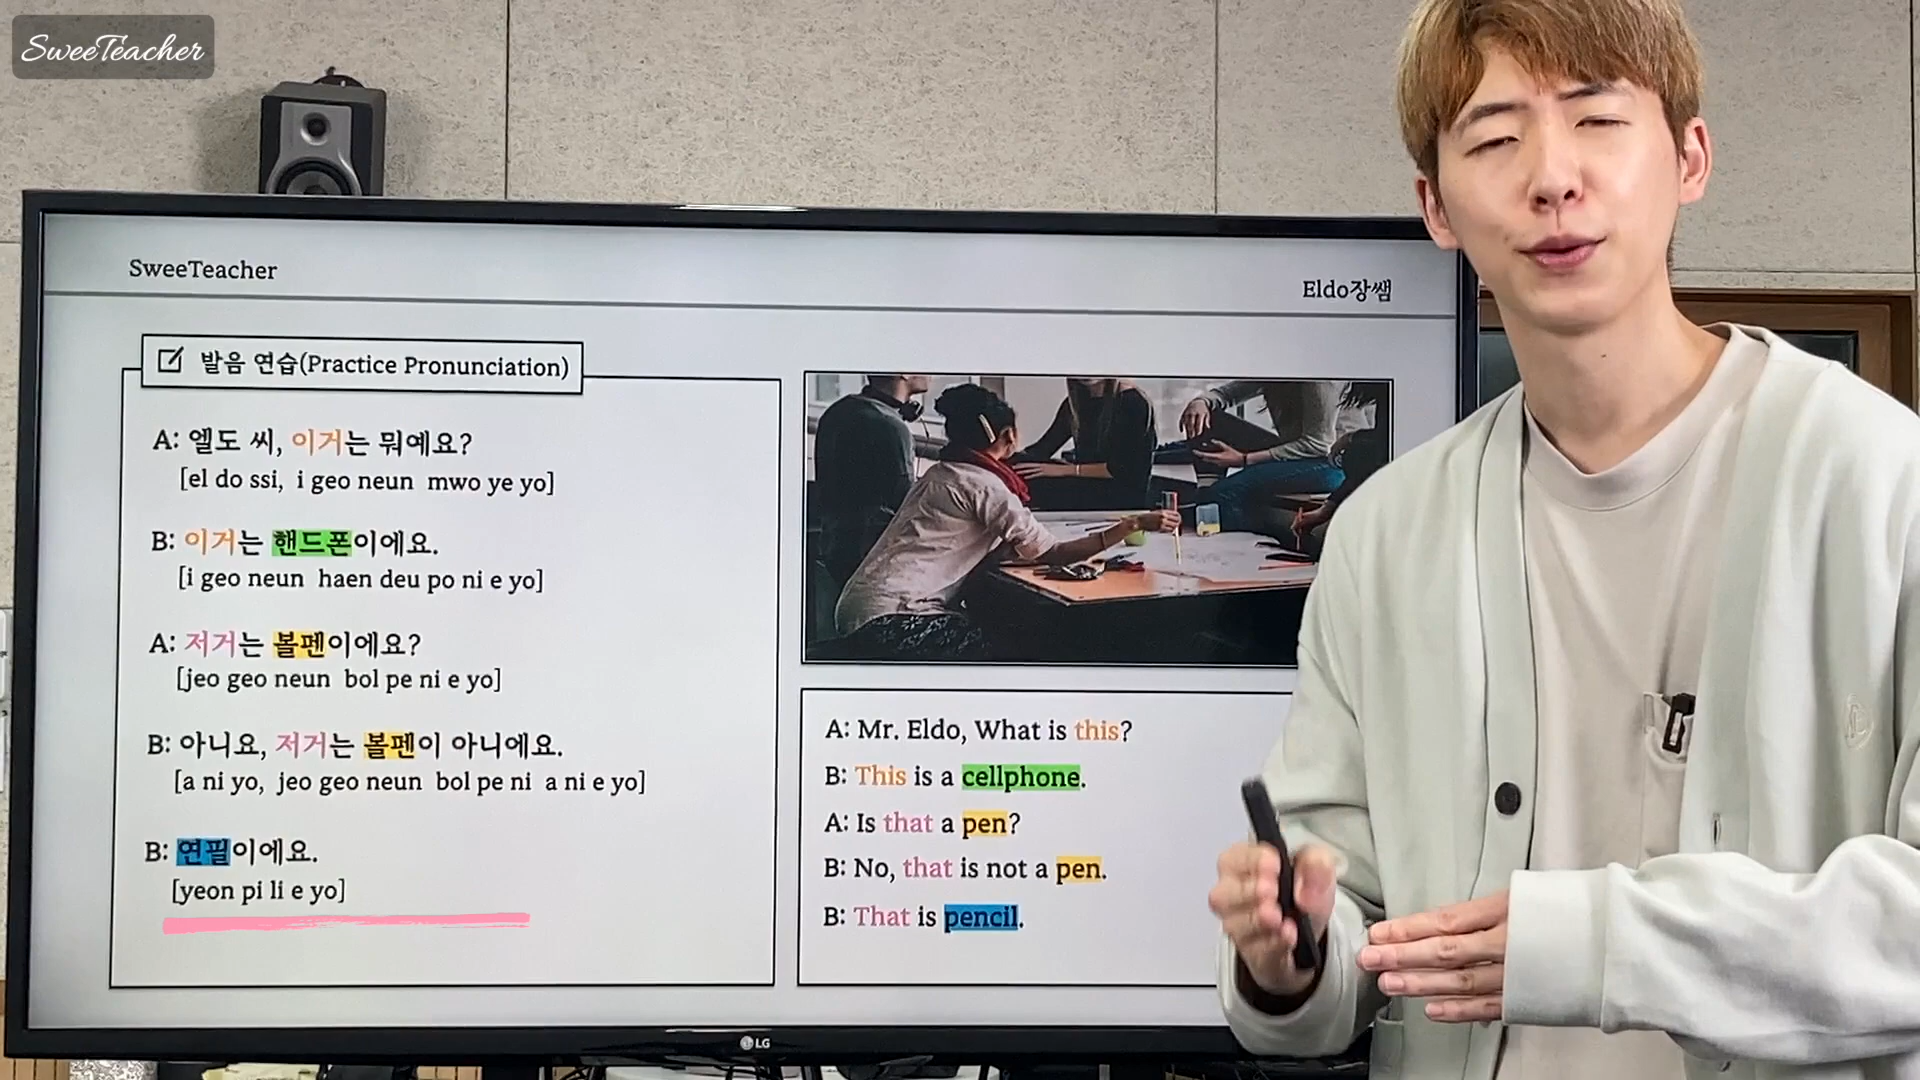 SweeTeacher
SweeTeacher
Eldo장쌤
발음 연습(Practice Pronunciation)
A: 엘도 씨, 이거는 뭐예요?
[el do ssi, i geo neun mwo ye yo]
B: 이거는 핸드폰이에요.
[i geo neun haen deu po ni e yo]
A: 저거는 볼펜이에요?
[jeo geo neun bol pe ni e yo]
B: 아니요, 저거는 볼펜이 아니에요.
[a ni yo, jeo geo neun bol pe ni a ni e yo]
B: 연필이에요.
[yeon pi li e yo]
A: Mr. Eldo, What is this?
B: This is a cellphone.
A: Is that a pen?
B: No, that is not a pen.
B: That is pencil.
LG